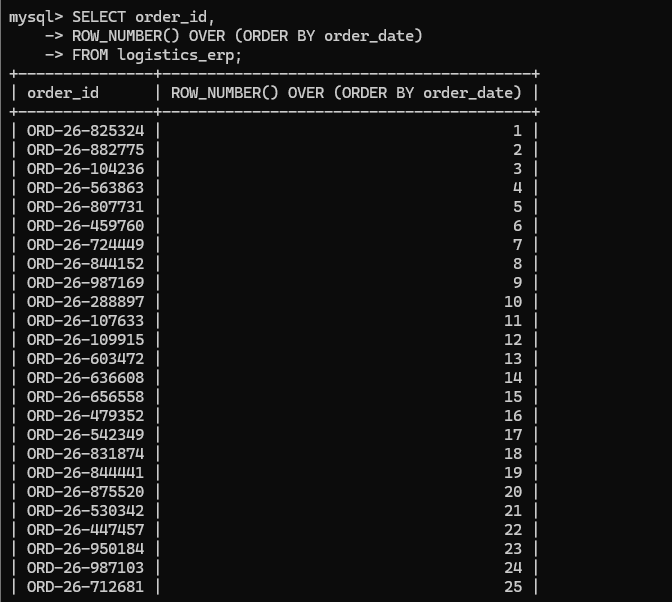 mysql> SELECT order_id,
    -> ROW_NUMBER() OVER (ORDER BY order_date)
    -> FROM logistics_erp;
+---------------+-----------------------------------------+
| order_id      | ROW_NUMBER() OVER (ORDER BY order_date) |
+---------------+-----------------------------------------+
| ORD-26-825324 |                                       1 |
| ORD-26-882775 |                                       2 |
| ORD-26-104236 |                                       3 |
| ORD-26-563863 |                                       4 |
| ORD-26-807731 |                                       5 |
| ORD-26-459760 |                                       6 |
| ORD-26-724449 |                                       7 |
| ORD-26-844152 |                                       8 |
| ORD-26-987169 |                                       9 |
| ORD-26-288897 |                                      10 |
| ORD-26-107633 |                                      11 |
| ORD-26-109915 |                                      12 |
| ORD-26-603472 |                                      13 |
| ORD-26-636608 |                                      14 |
| ORD-26-656558 |                                      15 |
| ORD-26-479352 |                                      16 |
| ORD-26-542349 |                                      17 |
| ORD-26-831874 |                                      18 |
| ORD-26-844441 |                                      19 |
| ORD-26-875520 |                                      20 |
| ORD-26-530342 |                                      21 |
| ORD-26-447457 |                                      22 |
| ORD-26-950184 |                                      23 |
| ORD-26-987103 |                                      24 |
| ORD-26-712681 |                                      25 |